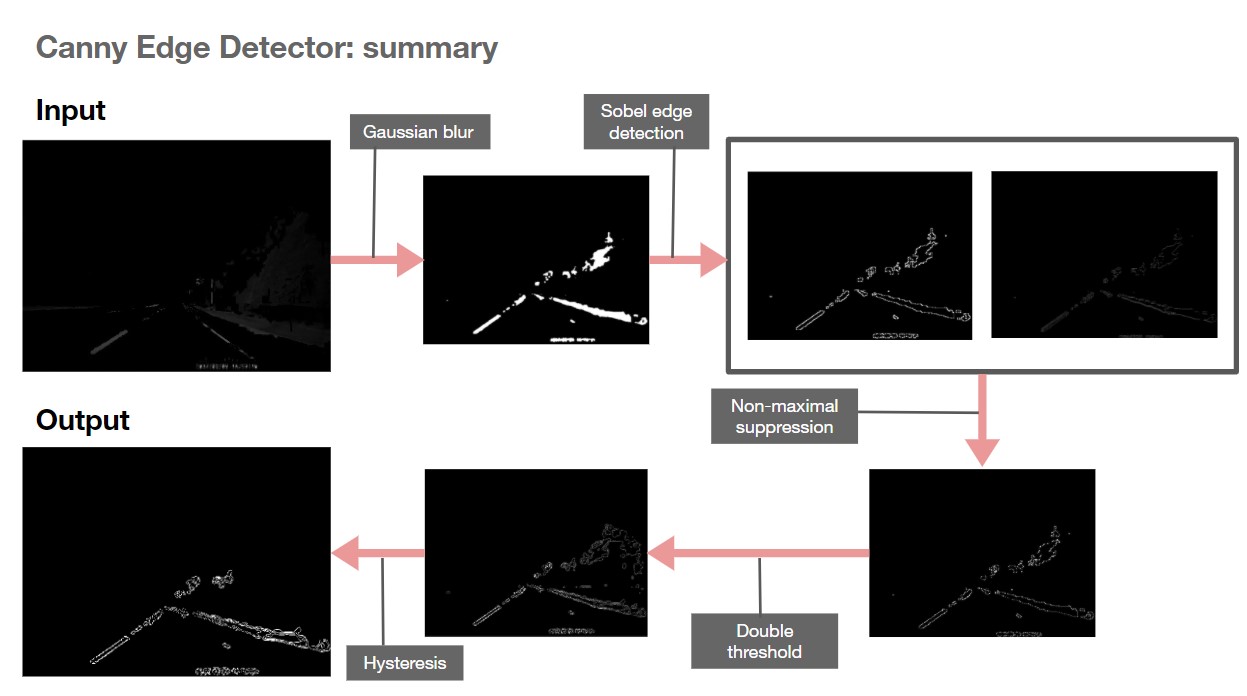 Canny Edge Detector: summary
Input
Gaussian blur
Sobel edge
detection
Non-maximal
suppression
Output
Hysteresis
Double
threshold